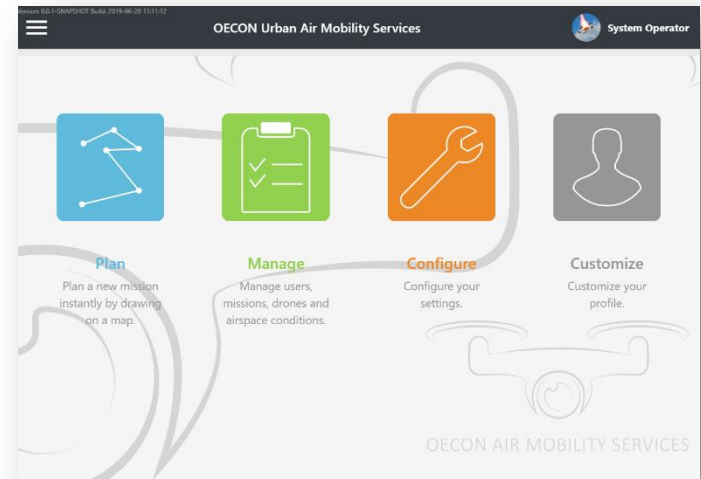 Version: 0.0.1-SNAPSHOT Build: 2019-06-20 11:11:12
OECON Urban Air Mobility Services
System Operator
Plan
Plan a new mission
instantly by drawing
on a map.
Manage
Manage users,
missions, drones and
airspace conditions.
Configure
Configure your
settings.
Customize
Customize your
profile.
OECON AIR MOBILITY SERVICES